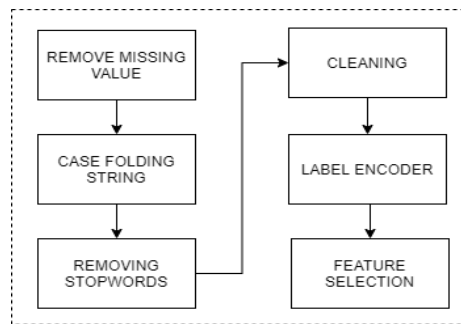 REMOVE MISSING
VALUE
CASE FOLDING
STRING
REMOVING
STOPWORDS
CLEANING
LABEL ENCODER
FEATURE
SELECTION